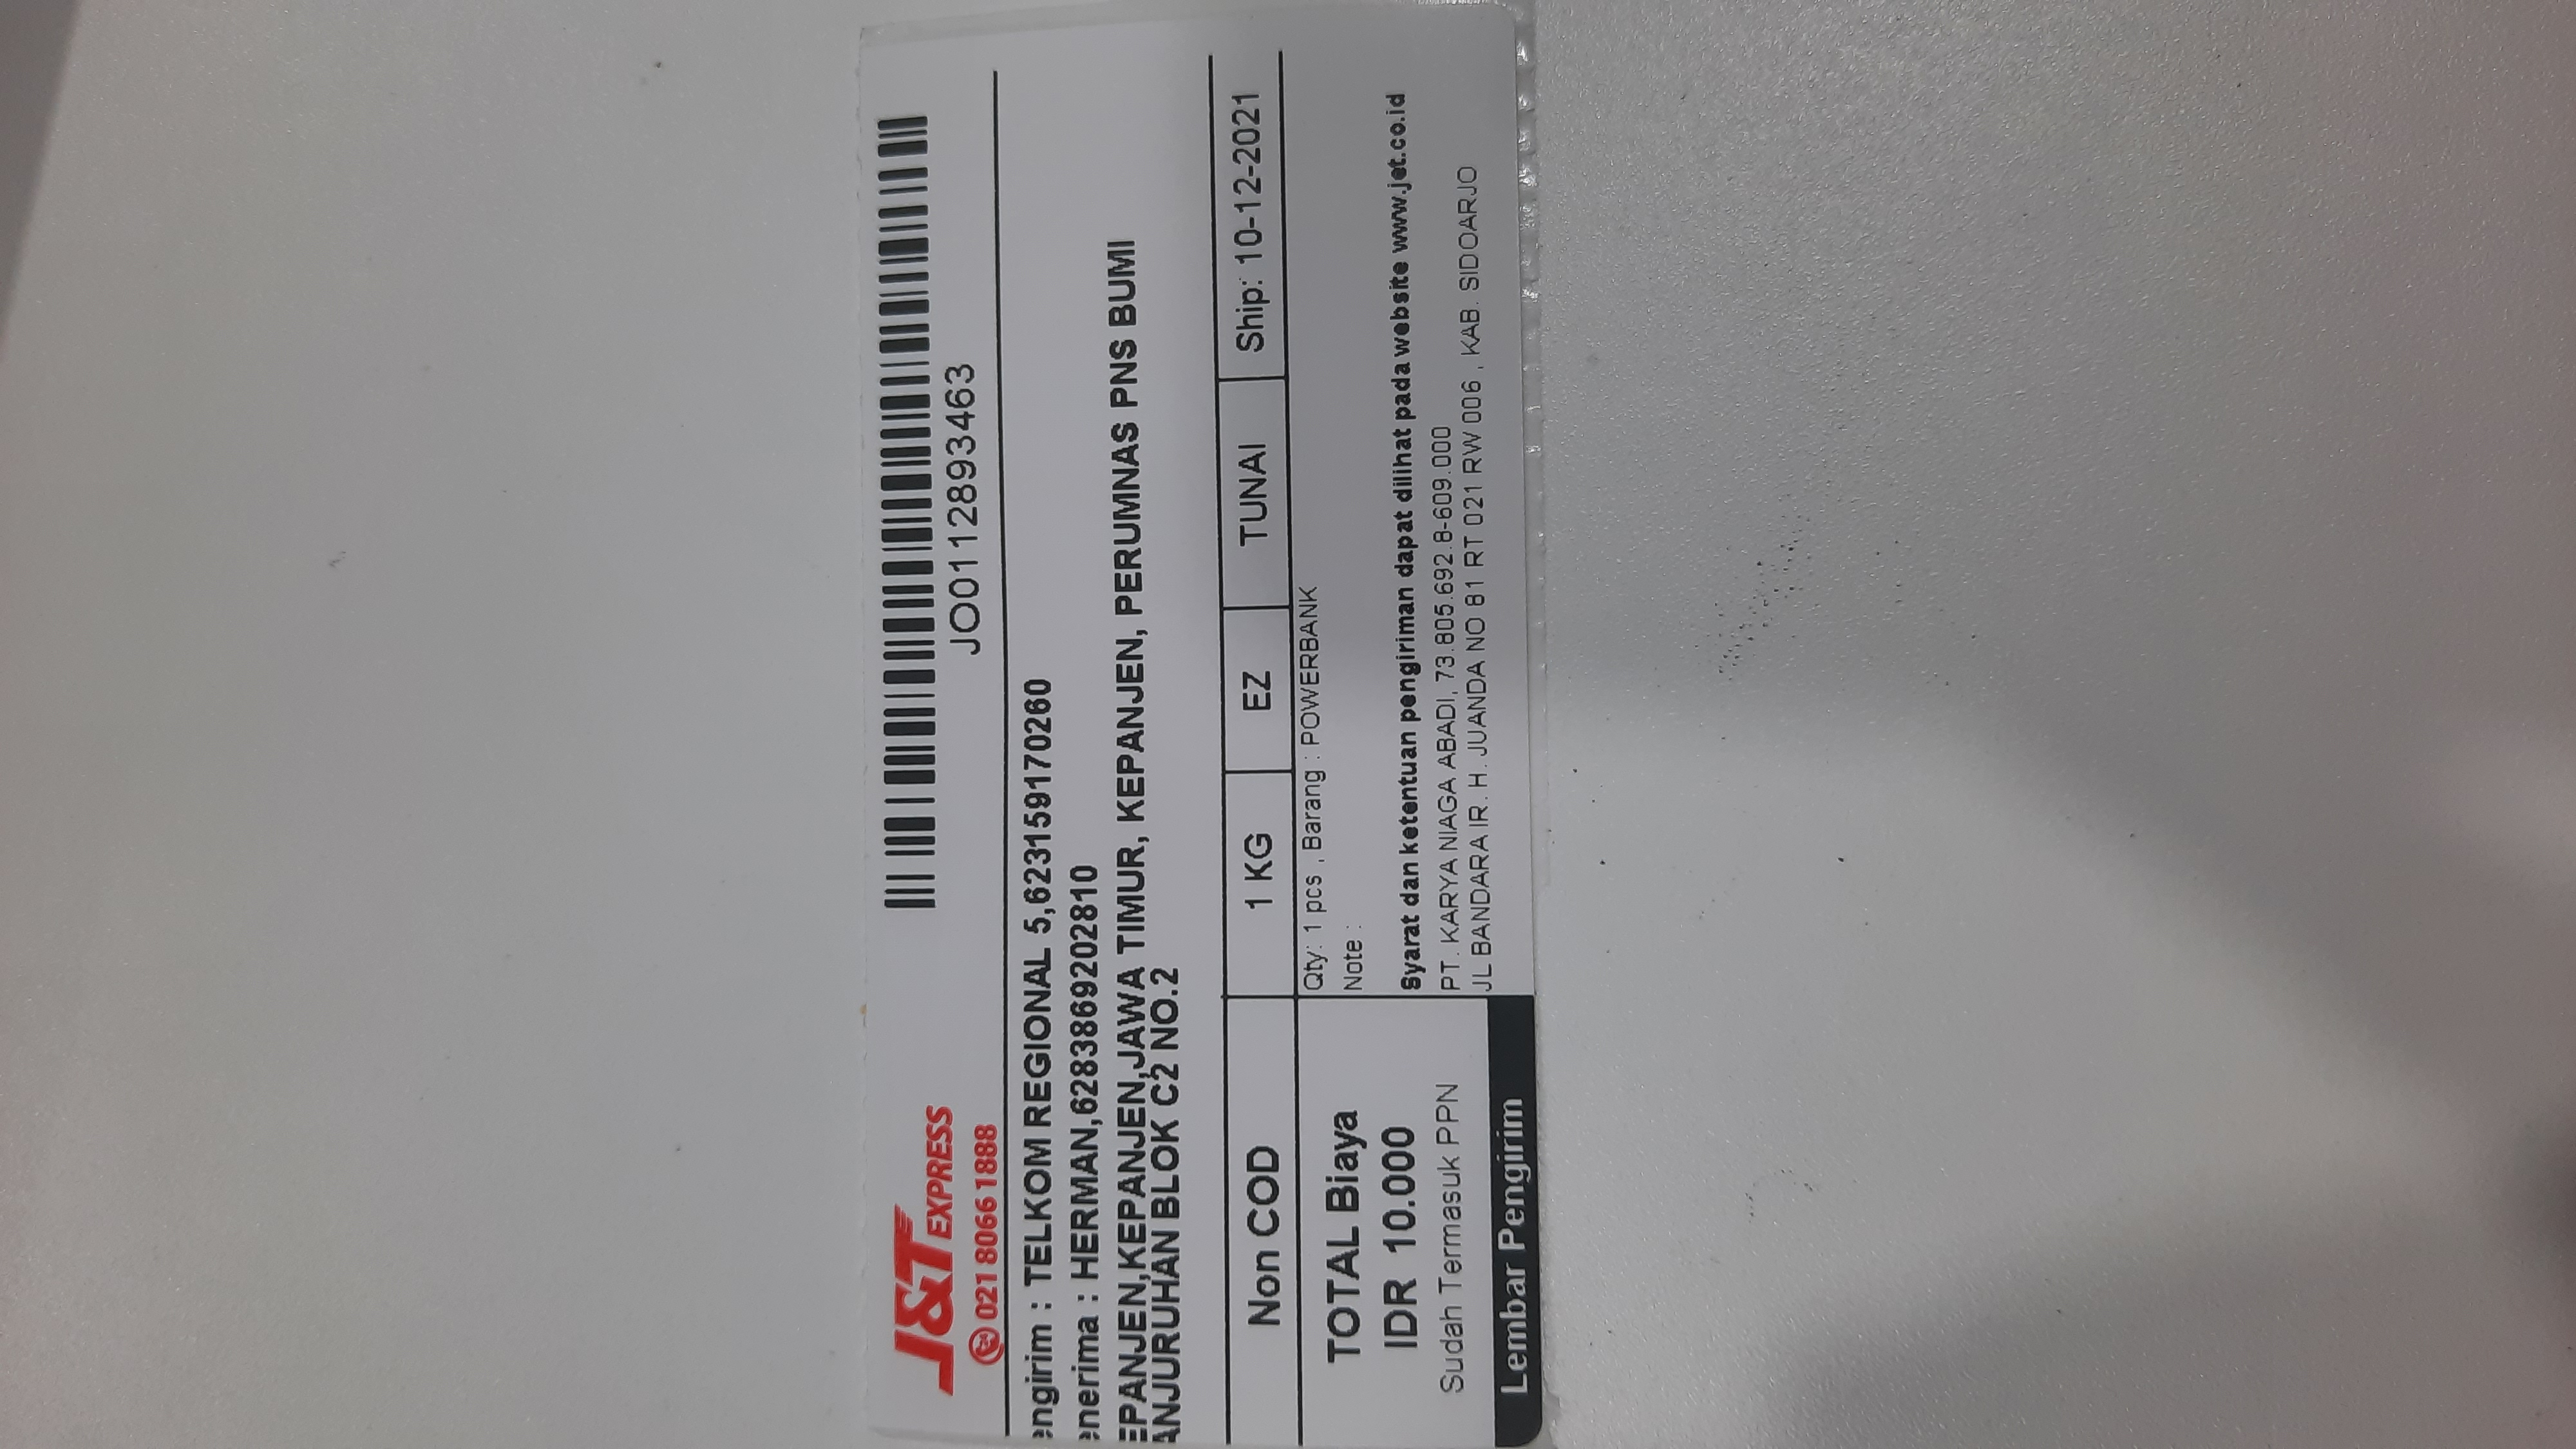 J&T EXPRESS
021 8066 1888
JO0112893463
engirim : TELKOM REGIONAL 5,623159170260
enerima : HERMAN,6283869202810
EPANJEN,KEPANJEN,JAWA TIMUR, KEPANJEN, PERUMNAS PNS BUMI
ANJURUHAN BLOK C2 NO.2
Non COD 1 KG EZ TUNAI Ship: 10-12-2021
TOTAL Biaya
IDR 10.000
Sudah Termasuk PPN
Lembar Pengirim
Qty: 1 pcs , Barang : POWERBANK
Note :
Syarat dan ketentuan pengiriman dapat dilihat pada website www.jet.co.id
PT. KARYA NIAGA ABADI, 73.805.692.8-609.000
JL BANDARA IR. H. JUANDA NO 81 RT 021 RW 006 , KAB. SIDOARJO